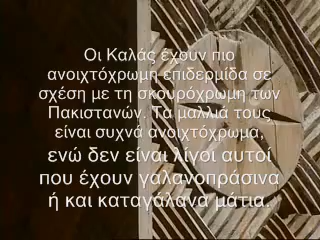 Οι Καλάς έχουν πιο
ανοιχτόχρωμη επιδερμίδα σε
σχέση με τη σκουρόχρωμη των
Πακιστανών. Τα μαλλιά τους
είναι συχνά ανοιχτόχρωμα,
ενώ δεν είναι λίγοι αυτοί
που έχουν γαλανοπράσινα
ή και καταγάλανα μάτια.